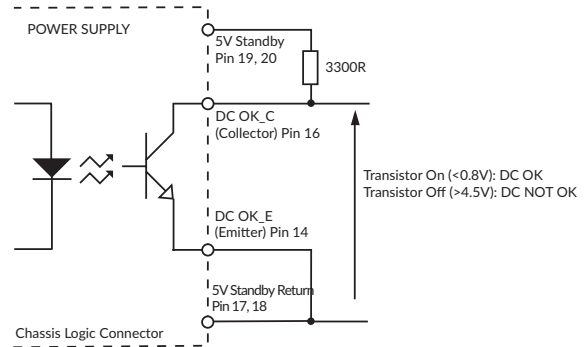 POWER SUPPLY
5V Standby
Pin 19, 20
3300R
DC OK_C
(Collector) Pin 16
Transistor On (<0.8V): DC OK
Transistor Off (>4.5V): DC NOT OK
DC OK_E
(Emitter) Pin 14
5V Standby Return
Pin 17, 18
Chassis Logic Connector